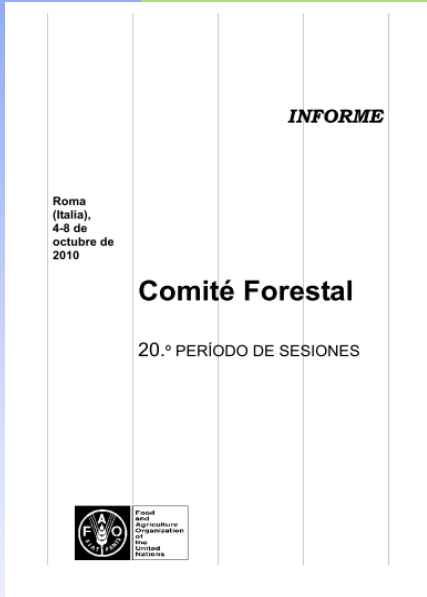 INFORME
Roma
(Italia),
4-8 de
octubre de
2010
Comité Forestal
20.º PERÍODO DE SESIONES
F A O
FIAT PANIS
Food
and
Agriculture
Organization
of
the
United
Nations